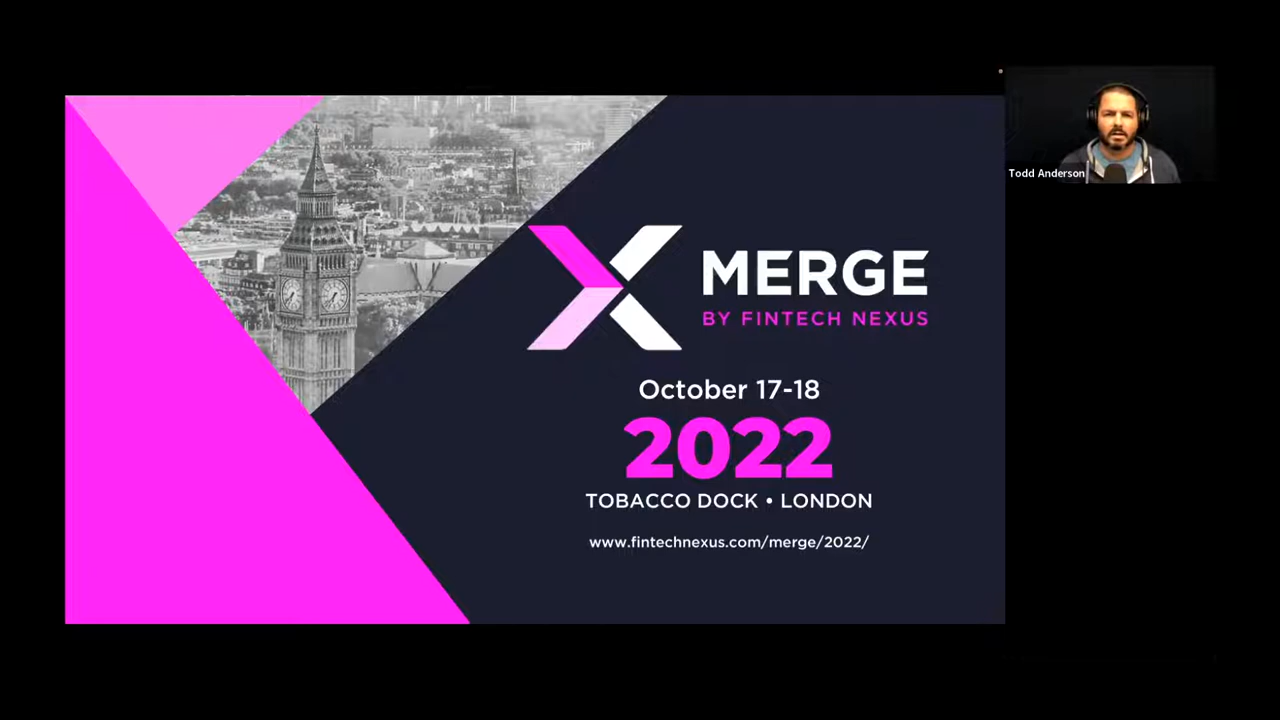 MERGE
BY FINTECH NEXUS
October 17-18
2022
TOBACCO DOCK • LONDON
www.fintechnexus.com/merge/2022/
Todd Anderson